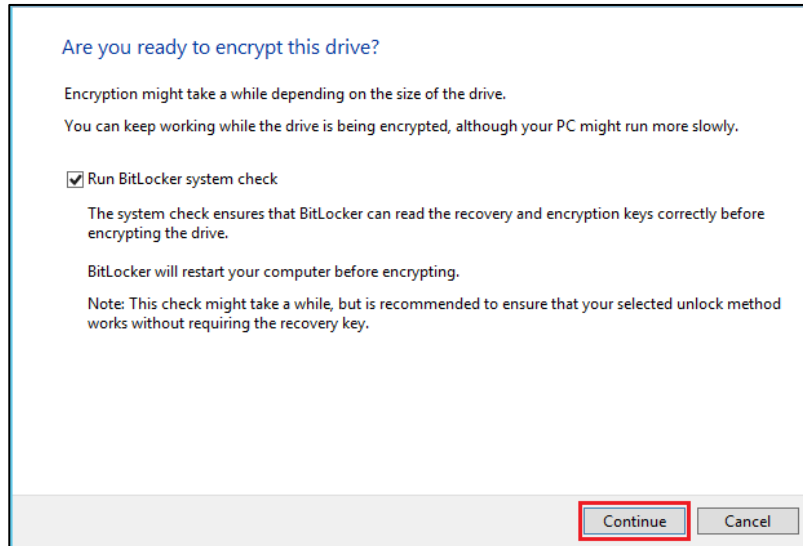 Are you ready to encrypt this drive?
Encryption might take a while depending on the size of the drive.
You can keep working while the drive is being encrypted, although your PC might run more slowly.
Run BitLocker system check
The system check ensures that BitLocker can read the recovery and encryption keys correctly before
encrypting the drive.
BitLocker will restart your computer before encrypting.
Note: This check might take a while, but is recommended to ensure that your selected unlock method
works without requiring the recovery key.
Continue
Cancel